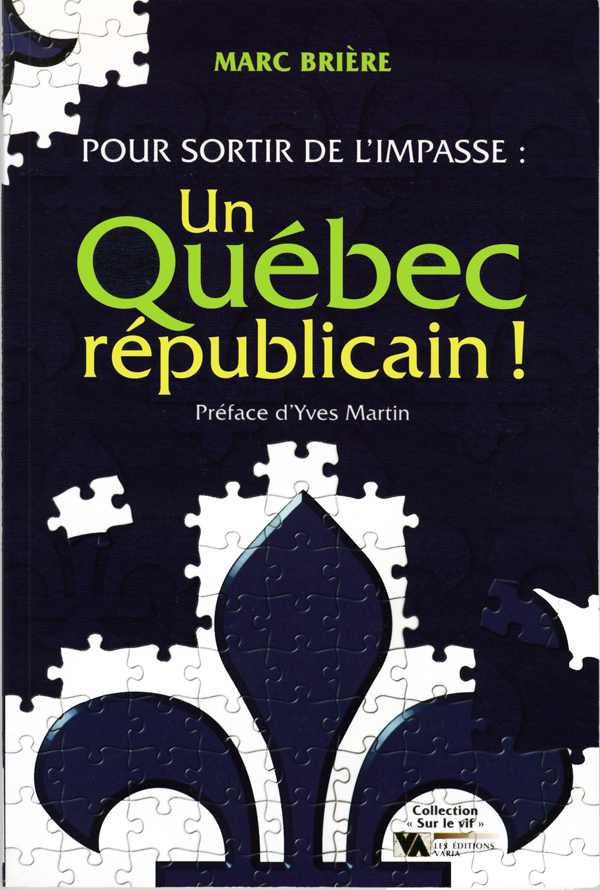 MARC BRIÈRE
POUR SORTIR DE L'IMPASSE :
Un
Québec
républicain !
Préface d'Yves Martin
Collection
« Sur le vif »
LES ÉDITIONS
VARIA